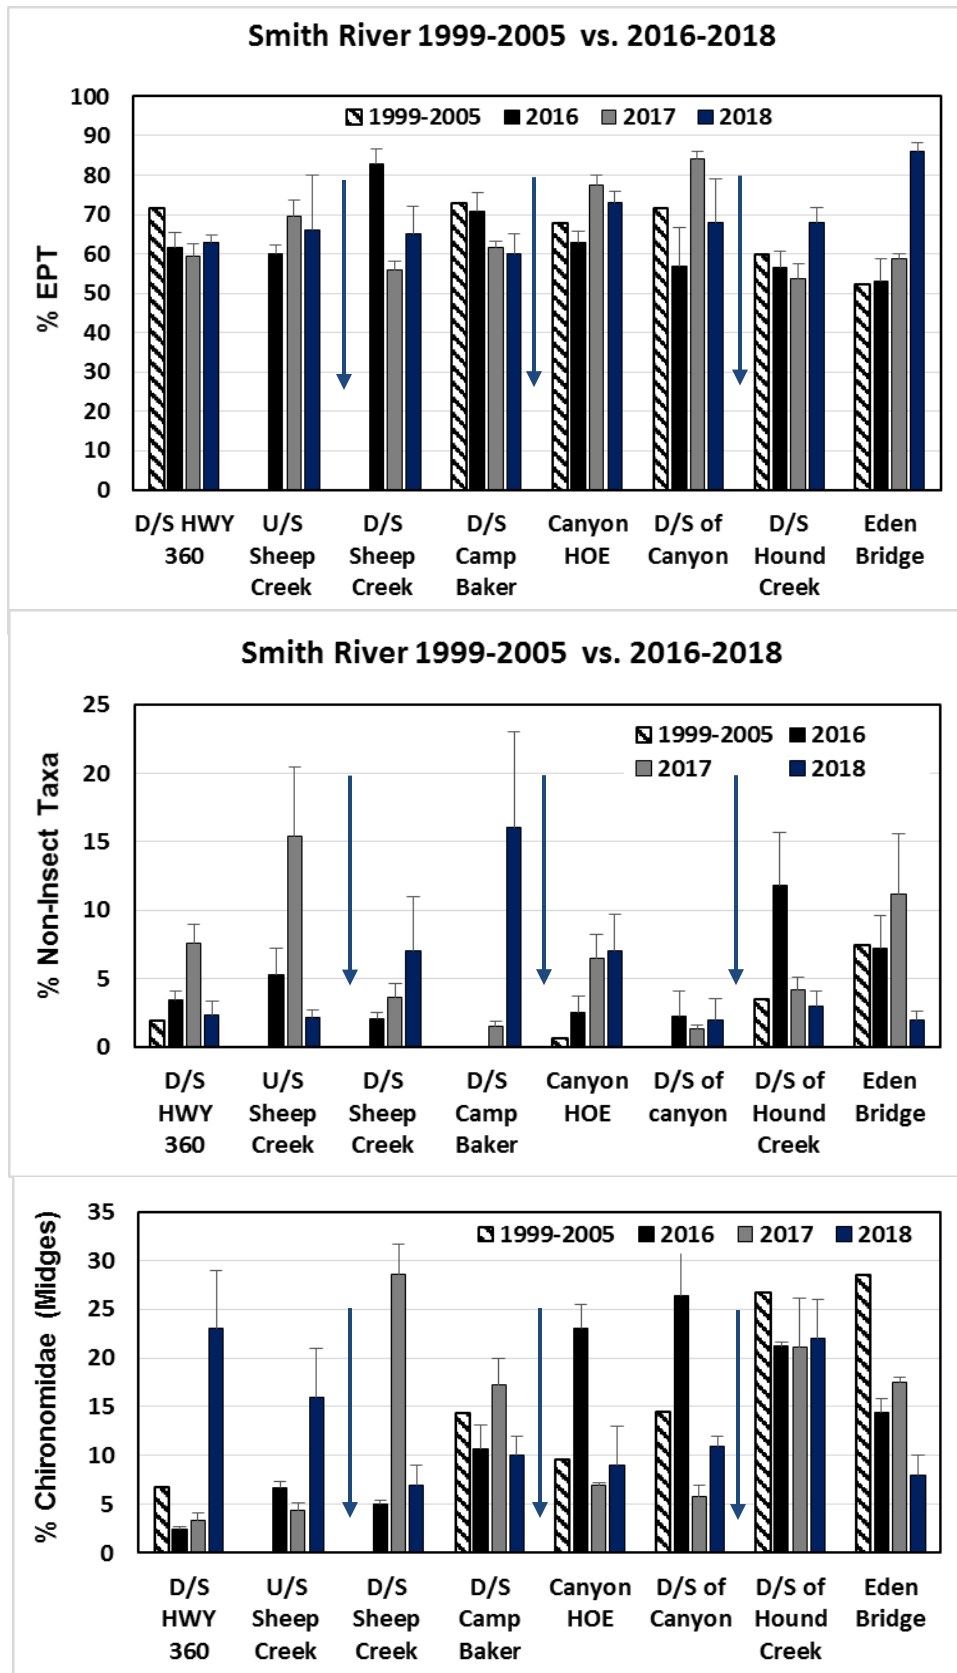 Smith River 1999-2005 vs. 2016-2018
% EPT
100
90
80
70
60
50
40
30
20
10
0
1999-2005 2016 2017 2018
D/S HWY 360
U/S Sheep Creek
D/S Sheep Creek
D/S Camp Baker
Canyon HOE
D/S of Canyon
D/S Hound Creek
Eden Bridge
Smith River 1999-2005 vs. 2016-2018
% Non-Insect Taxa
25
20
15
10
5
0
1999-2005 2016
2017 2018
D/S HWY 360
U/S Sheep Creek
D/S Sheep Creek
D/S Camp Baker
Canyon HOE
D/S of canyon
D/S of Hound Creek
Eden Bridge
% Chironomidae (Midges)
35
30
25
20
15
10
5
0
1999-2005 2016 2017 2018
D/S HWY 360
U/S Sheep Creek
D/S Sheep Creek
D/S Camp Baker
Canyon HOE
D/S of Canyon
D/S of Hound Creek
Eden Bridge